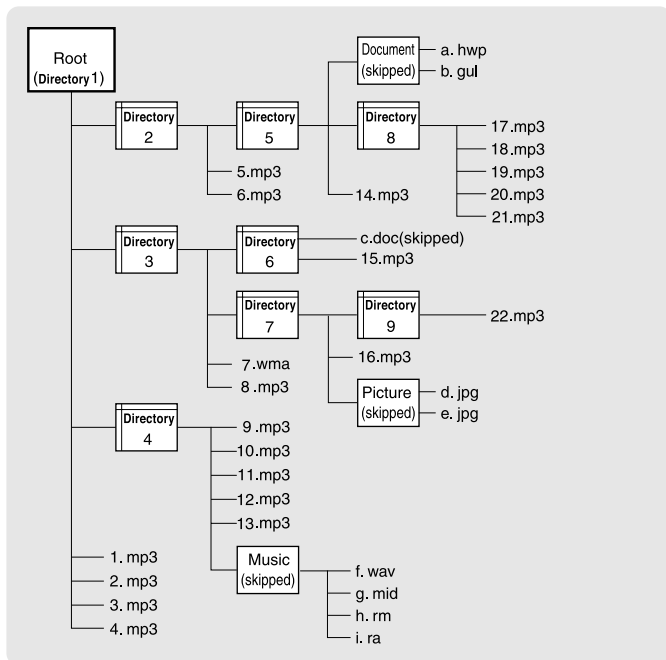 Root
(Directory 1)
Document
(skipped)
a. hwp
b. gul
Directory
2
Directory
5
Directory
8
17.mp3
18.mp3
19.mp3
20.mp3
21.mp3
5.mp3
6.mp3
14.mp3
Directory
3
Directory
6
c.doc(skipped)
15.mp3
Directory
7
Directory
9
22.mp3
16.mp3
7.wma
8.mp3
Picture
(skipped)
d. jpg
e. jpg
Directory
4
9.mp3
10.mp3
11.mp3
12.mp3
13.mp3
Music
(skipped)
f. wav
g. mid
h. rm
i. ra
1. mp3
2. mp3
3. mp3
4. mp3